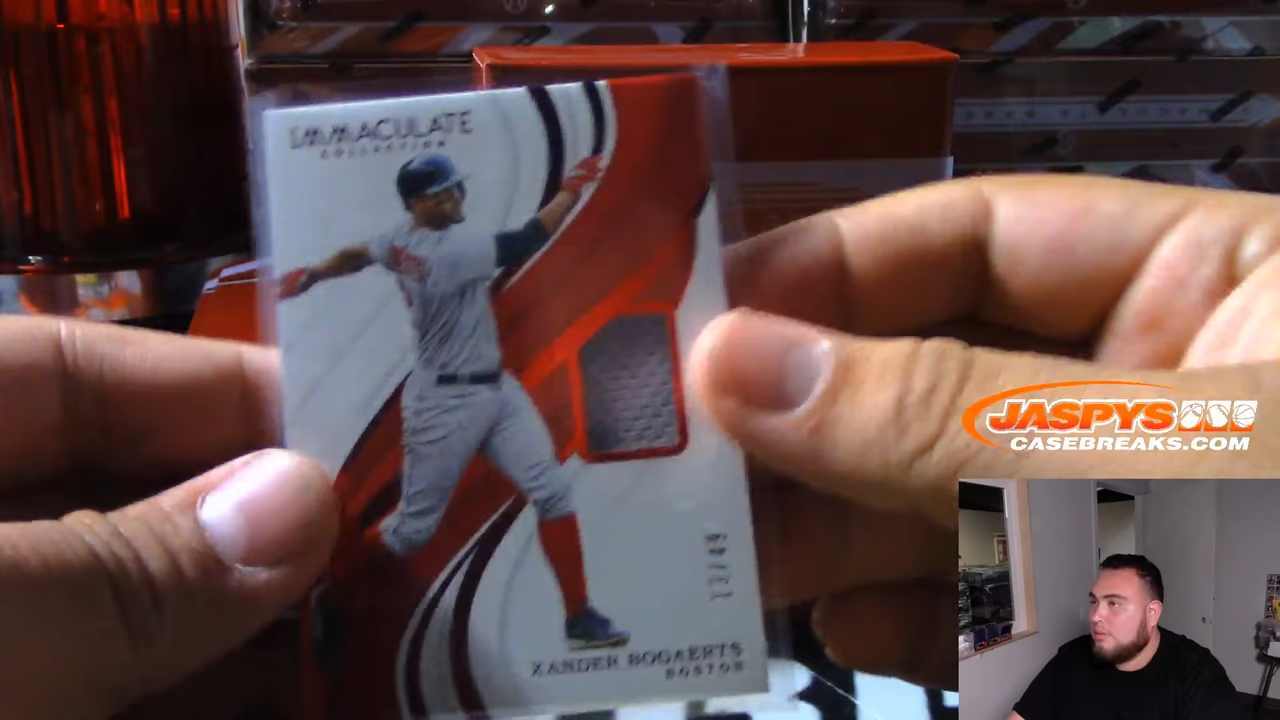 IMMACULATE
COLLECTION
13/49
XANDER BOGAERTS
BOSTON
JASPYS
CASEBREAKS.COM